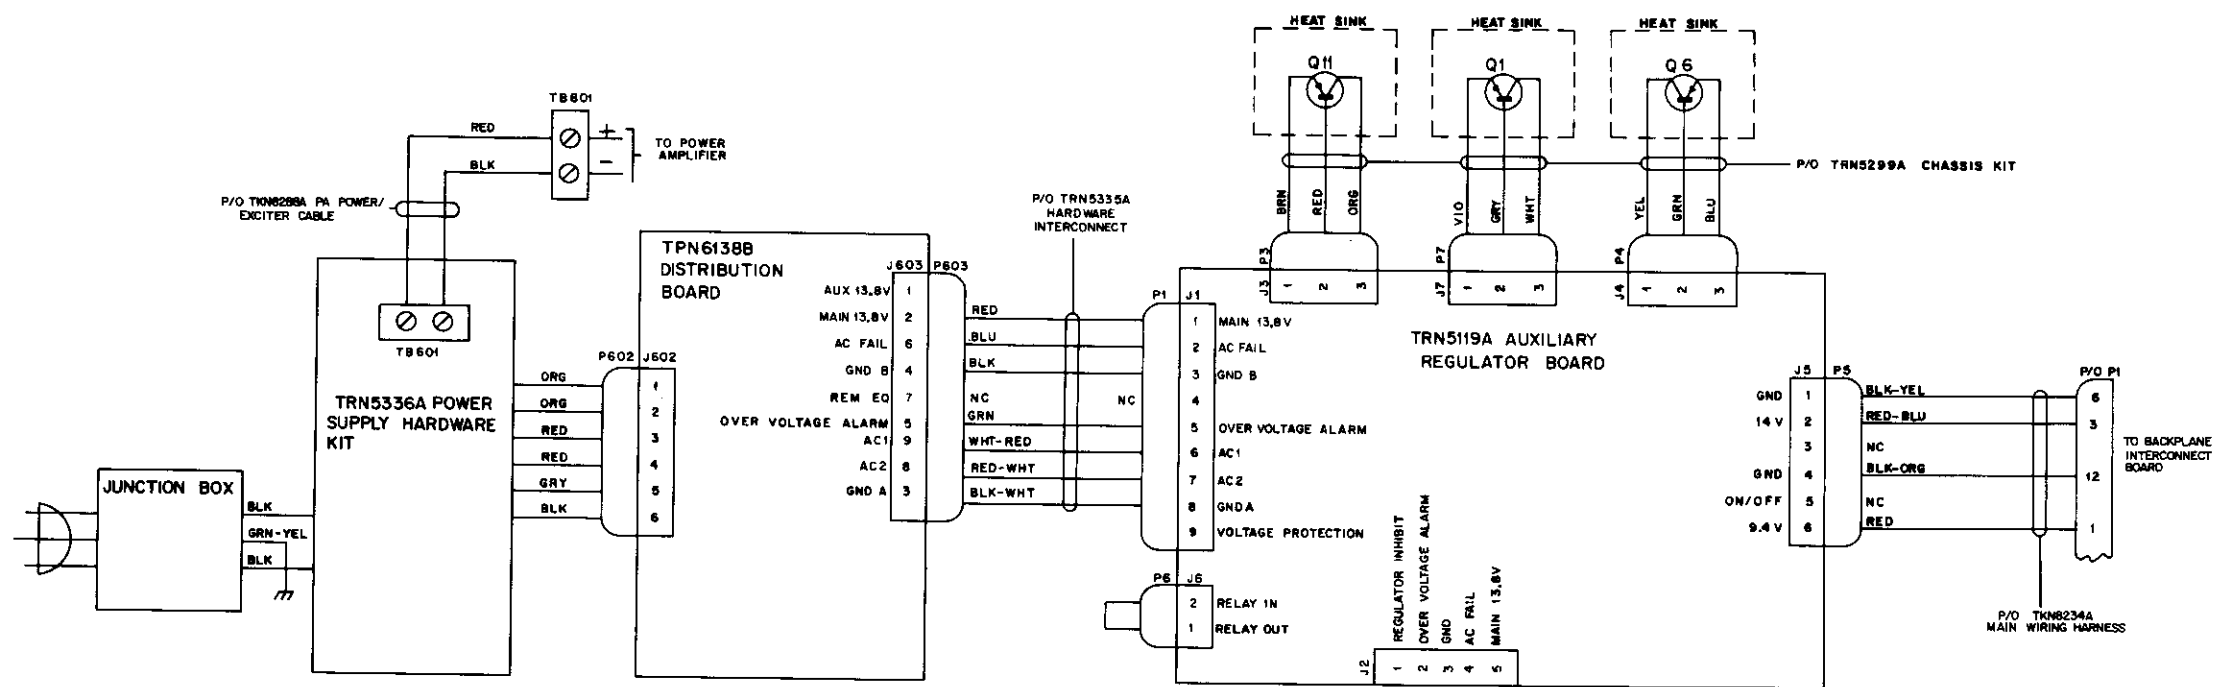 HEAT SINK
HEAT SINK
HEAT SINK
Q11
Q1
Q6
TB601
RED
+
TO POWER
AMPLIFIER
BLK
-
P/O TRN5299A CHASSIS KIT
P/O TKN8288A PA POWER/
EXCITER CABLE
P/O TRN5335A
HARDWARE
INTERCONNECT
BRN
RED
ORG
VIO
GRY
WHT
YEL
GRN
BLU
P3
J3
1
2
3
P7
J7
1
2
3
P4
J4
1
2
3
TPN6138B
DISTRIBUTION
BOARD
J603 P603
AUX 13.8V 1
MAIN 13.8V 2 RED
AC FAIL 6 BLU
GND B 4 BLK
REM EQ 7 NC
OVER VOLTAGE ALARM 5 GRN
AC1 9 WHT-RED
AC2 8 RED-WHT
GND A 3 BLK-WHT
P1 J1
1 MAIN 13.8V
2 AC FAIL
3 GND B
NC 4
5 OVER VOLTAGE ALARM
6 AC1
7 AC2
8 GND A
9 VOLTAGE PROTECTION
TRN5119A AUXILIARY
REGULATOR BOARD
TB601
P602 J602
ORG 1
ORG 2
RED 3
RED 4
GRY 5
BLK 6
TRN5336A POWER
SUPPLY HARDWARE
KIT
JUNCTION BOX
BLK
GRN-YEL
BLK
P6 J6
2 RELAY IN
1 RELAY OUT
REGULATOR INHIBIT
OVER VOLTAGE ALARM
GND
AC FAIL
MAIN 13.8V
J2
1
2
3
4
5
J5 P5
GND 1 BLK-YEL
14 V 2 RED-BLU
3 NC
GND 4 BLK-ORG
ON/OFF 5 NC
9.4 V 6 RED
P/O P1
6
3
12
1
TO BACKPLANE
INTERCONNECT
BOARD
P/O TKN8234A
MAIN WIRING HARNESS